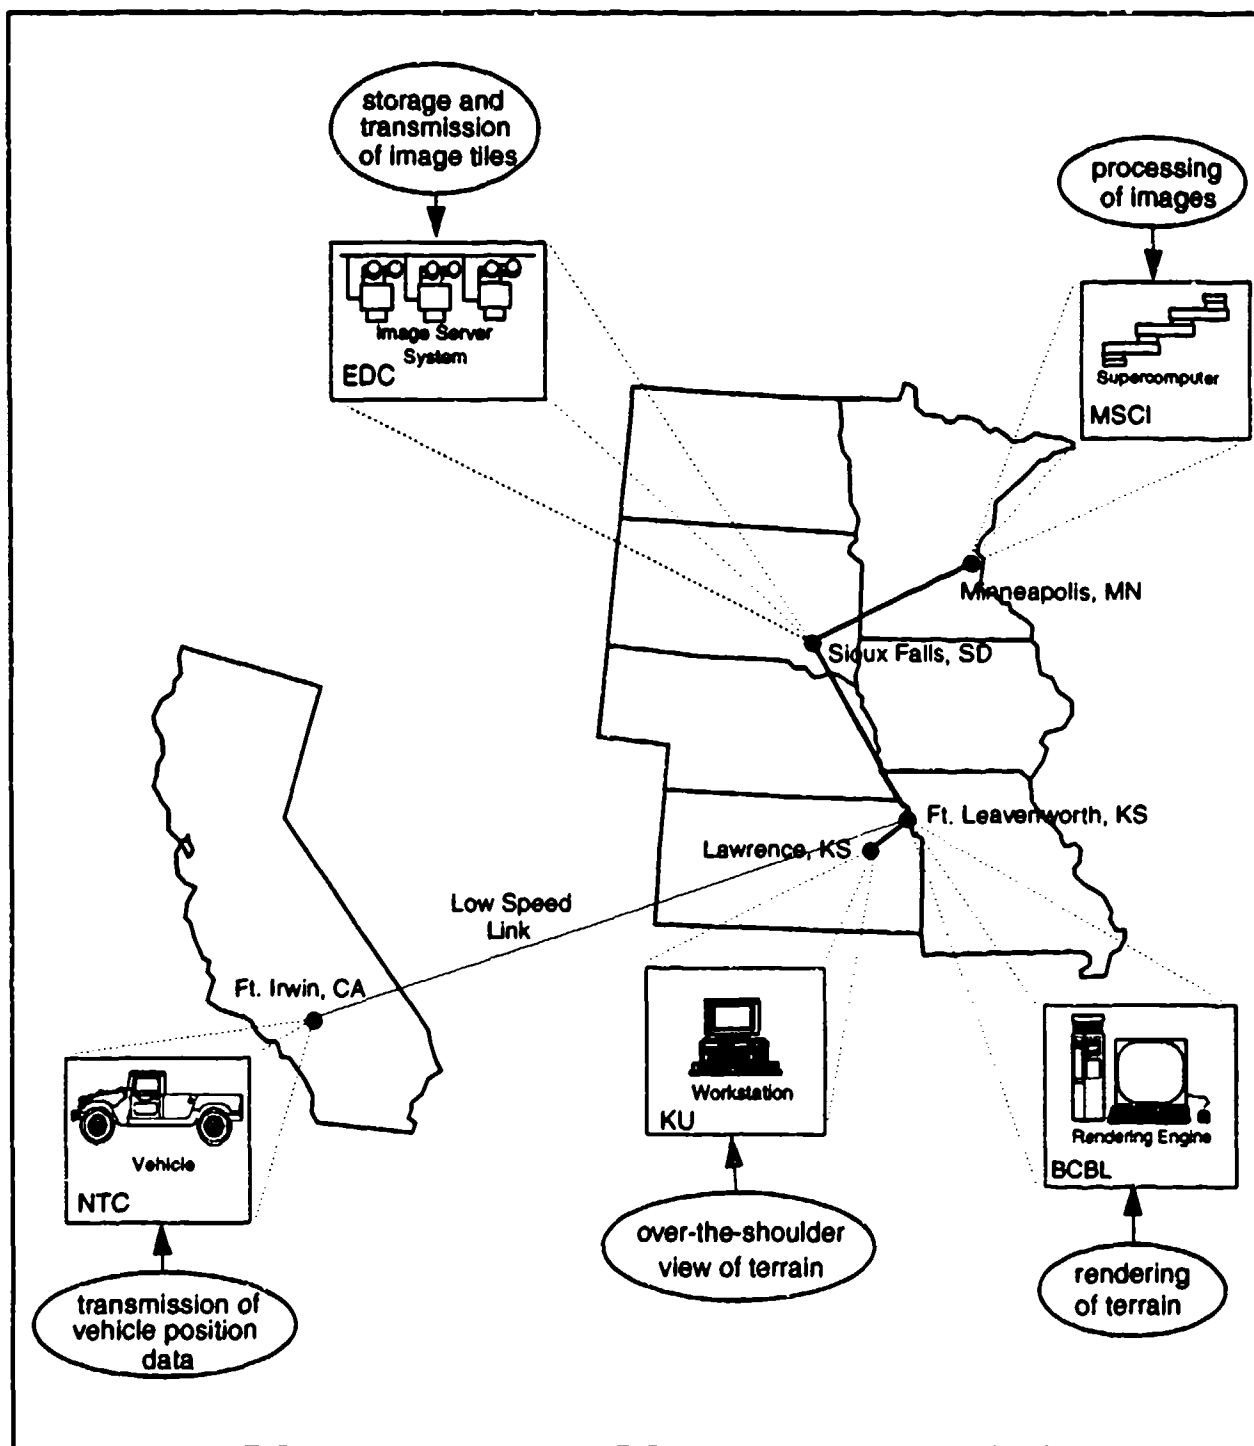 storage and
transmission
of image tiles
processing
of images
Image Server
System
EDC
Supercomputer
MSCI
Minneapolis, MN
Sioux Falls, SD
Ft. Leavenworth, KS
Lawrence, KS
Low Speed
Link
Ft. Irwin, CA
Vehicle
NTC
Workstation
KU
Rendering Engine
BCBL
over-the-shoulder
view of terrain
rendering
of terrain
transmission of
vehicle position
data